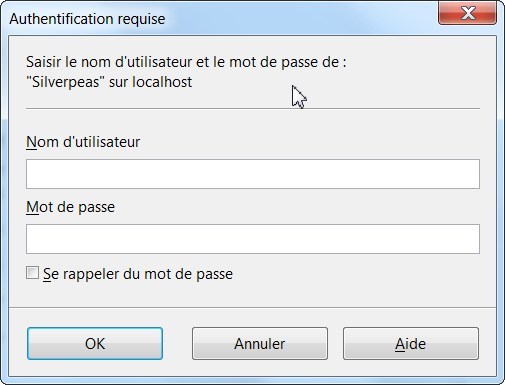 Authentification requise
Saisir le nom d'utilisateur et le mot de passe de :
"Silverpeas" sur localhost
Nom d'utilisateur
Mot de passe
Se rappeler du mot de passe
OK Annuler Aide